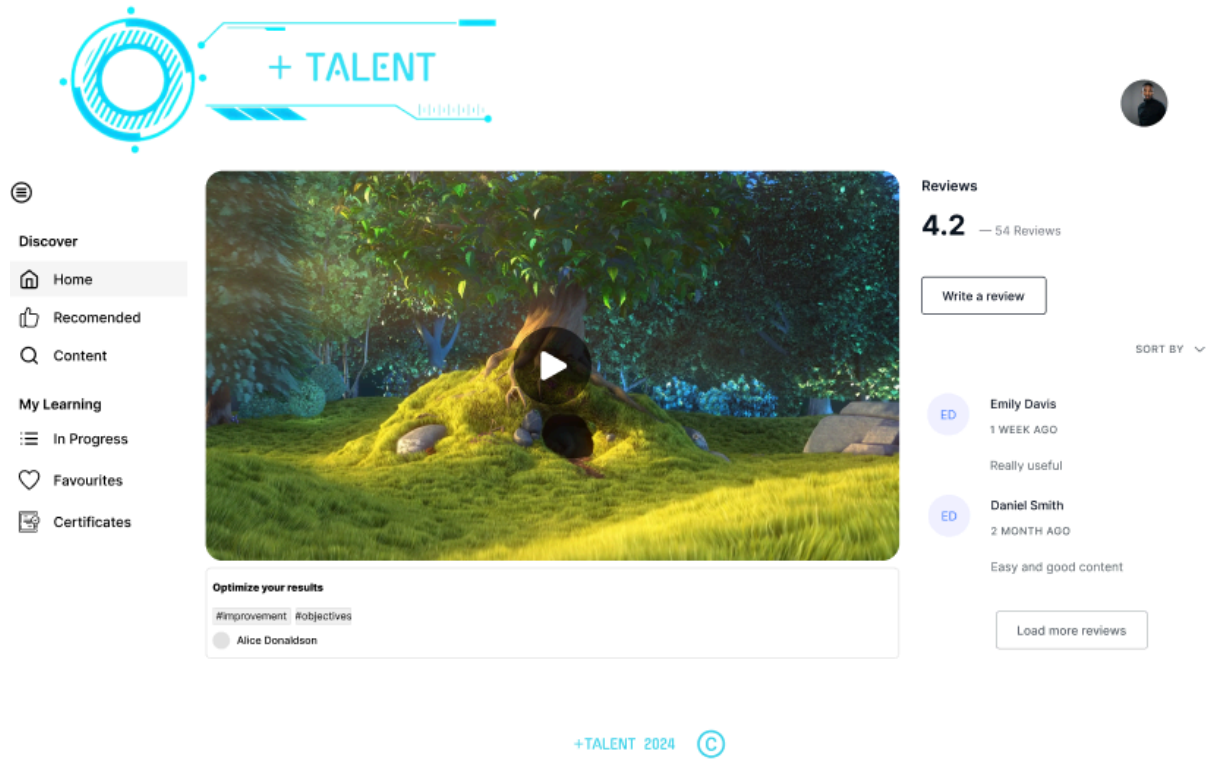 + TALENT
Discover
Home
Recomended
Content
My Learning
In Progress
Favourites
Certificates
Optimize your results
#improvement #objectives
Alice Donaldson
Reviews
4.2 — 54 Reviews
Write a review
SORT BY
ED
Emily Davis
1 WEEK AGO
Really useful
ED
Daniel Smith
2 MONTH AGO
Easy and good content
Load more reviews
+TALENT 2024 ©